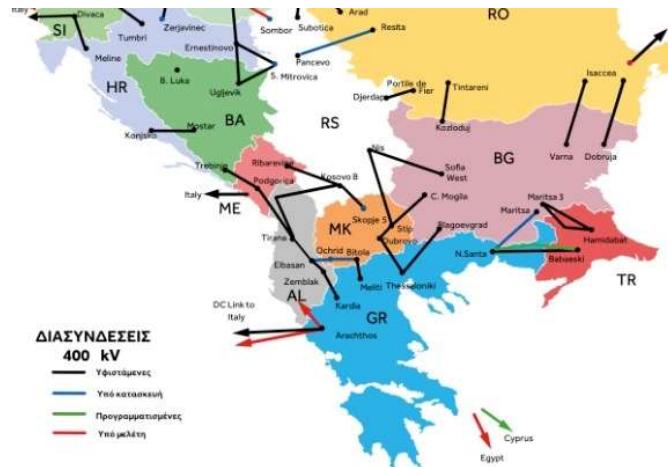 Italy
Divaca
SI
Tumbri
Zerjavinec
Meline
Ernestinovo
Sombor
Subotica
Arad
Resita
RO
Pancevo
S. Mitrovica
HR
B. Luka
Ugljevik
BA
RS
Portile de
Fier
Djerdap
Tintareni
Kozloduj
Isaccea
Konjsko
Mostar
Trebinje
Ribarevina
Podgorica
Kosovo B
Nis
Sofia
West
BG
Varna
Dobruja
Italy
ME
C. Mogila
Skopje 5
MK
Stip
Dubrovo
Blagoevgrad
Maritsa 3
Maritsa
Hamidabat
Tirana
Elbasan
Ochrid
Bitola
N.Santa
Babaeski
TR
Zemblak
AL
Meliti
Thessaloniki
Kardia
GR
DC Link to
Italy
Arachthos
ΔΙΑΣΥΝΔΕΣΕΙΣ
400 kV
Υφιστάμενες
Υπό κατασκευή
Προγραμματισμένες
Υπό μελέτη
Cyprus
Egypt